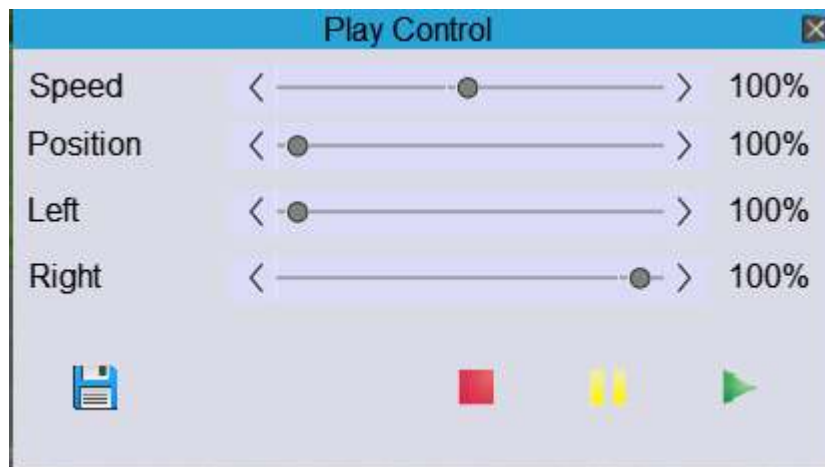 Play Control
Speed 100%
Position 100%
Left 100%
Right 100%